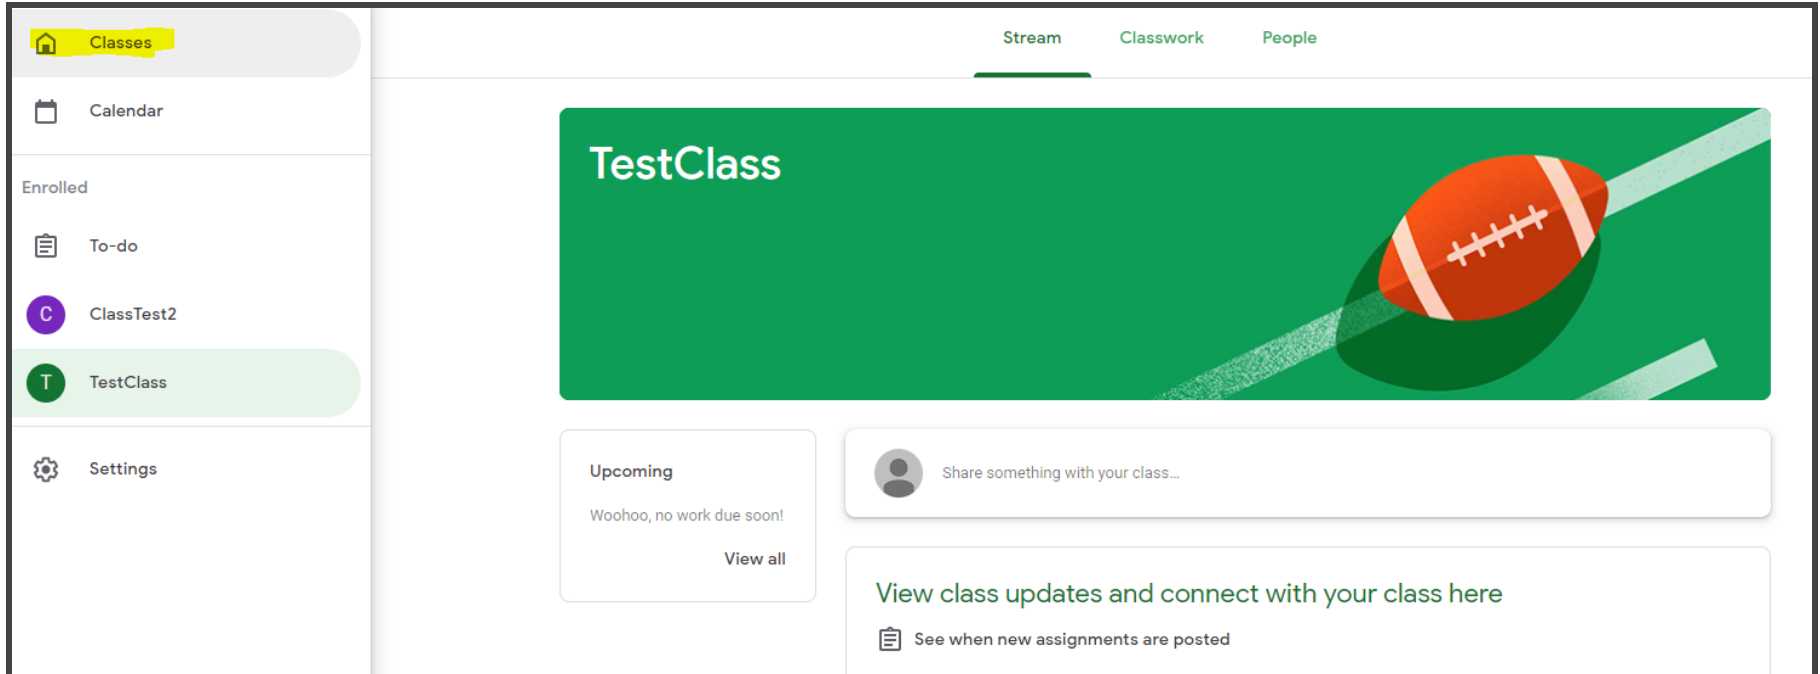 Classes
Calendar
Enrolled
To-do
C ClassTest2
T TestClass
Settings
Stream Classwork People
TestClass
Upcoming
Woohoo, no work due soon!
View all
Share something with your class...
View class updates and connect with your class here
See when new assignments are posted